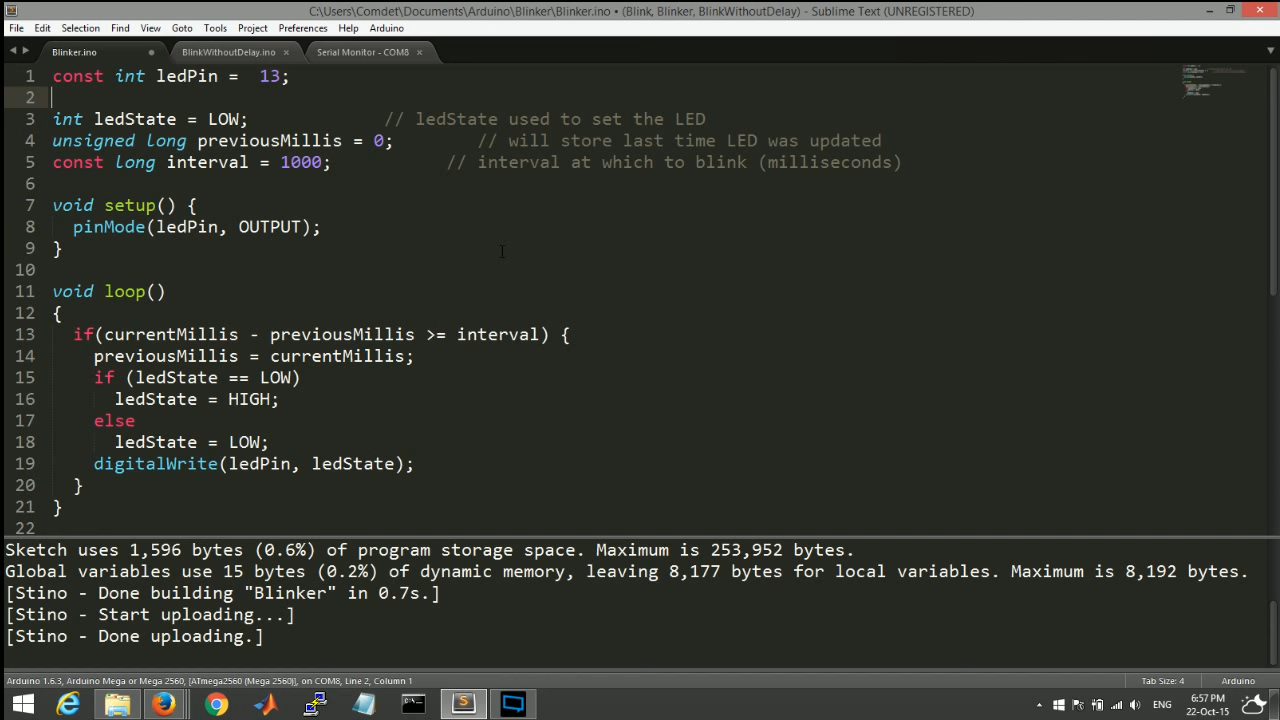 C:\Users\Comdet\Documents\Arduino\Blinker\Blinker.ino • (Blink, Blinker, BlinkWithoutDelay) - Sublime Text (UNREGISTERED)
File Edit Selection Find View Goto Tools Project Preferences Help Arduino
Blinker.ino BlinkWithoutDelay.ino Serial Monitor - COM8
1 const int ledPin =  13;
2
3 int ledState = LOW;             // ledState used to set the LED
4 unsigned long previousMillis = 0;        // will store last time LED was updated
5 const long interval = 1000;           // interval at which to blink (milliseconds)
6
7 void setup() {
8   pinMode(ledPin, OUTPUT);
9 }
10
11 void loop()
12 {
13   if(currentMillis - previousMillis >= interval) {
14     previousMillis = currentMillis;
15     if (ledState == LOW)
16       ledState = HIGH;
17     else
18       ledState = LOW;
19     digitalWrite(ledPin, ledState);
20   }
21 }
22
Sketch uses 1,596 bytes (0.6%) of program storage space. Maximum is 253,952 bytes.
Global variables use 15 bytes (0.2%) of dynamic memory, leaving 8,177 bytes for local variables. Maximum is 8,192 bytes.
[Stino - Done building "Blinker" in 0.7s.]
[Stino - Start uploading...]
[Stino - Done uploading.]
Arduino 1.6.3, Arduino Mega or Mega 2560, [ATmega2560 (Mega 2560)], on COM8, Line 2, Column 1 Tab Size: 4 Arduino
ENG 6:57 PM
22-Oct-15